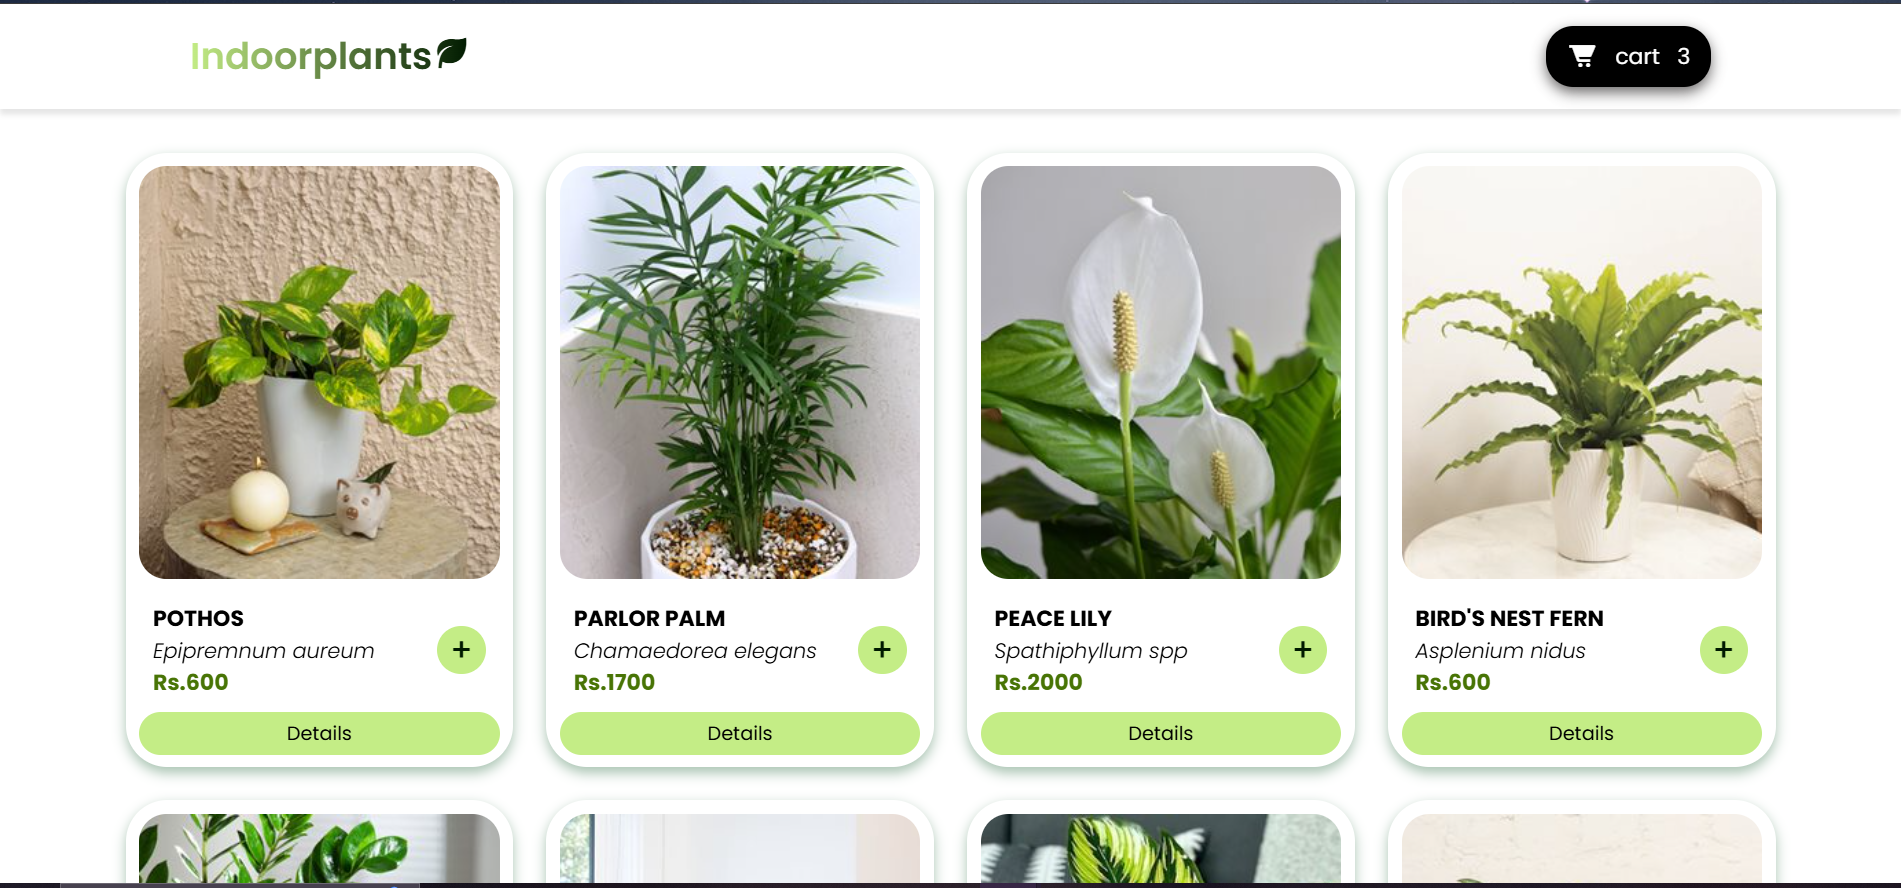 Indoorplants
cart 3
POTHOS
Epipremnum aureum
Rs.600
+
Details
PARLOR PALM
Chamaedorea elegans
Rs.1700
+
Details
PEACE LILY
Spathiphyllum spp
Rs.2000
+
Details
BIRD'S NEST FERN
Asplenium nidus
Rs.600
+
Details